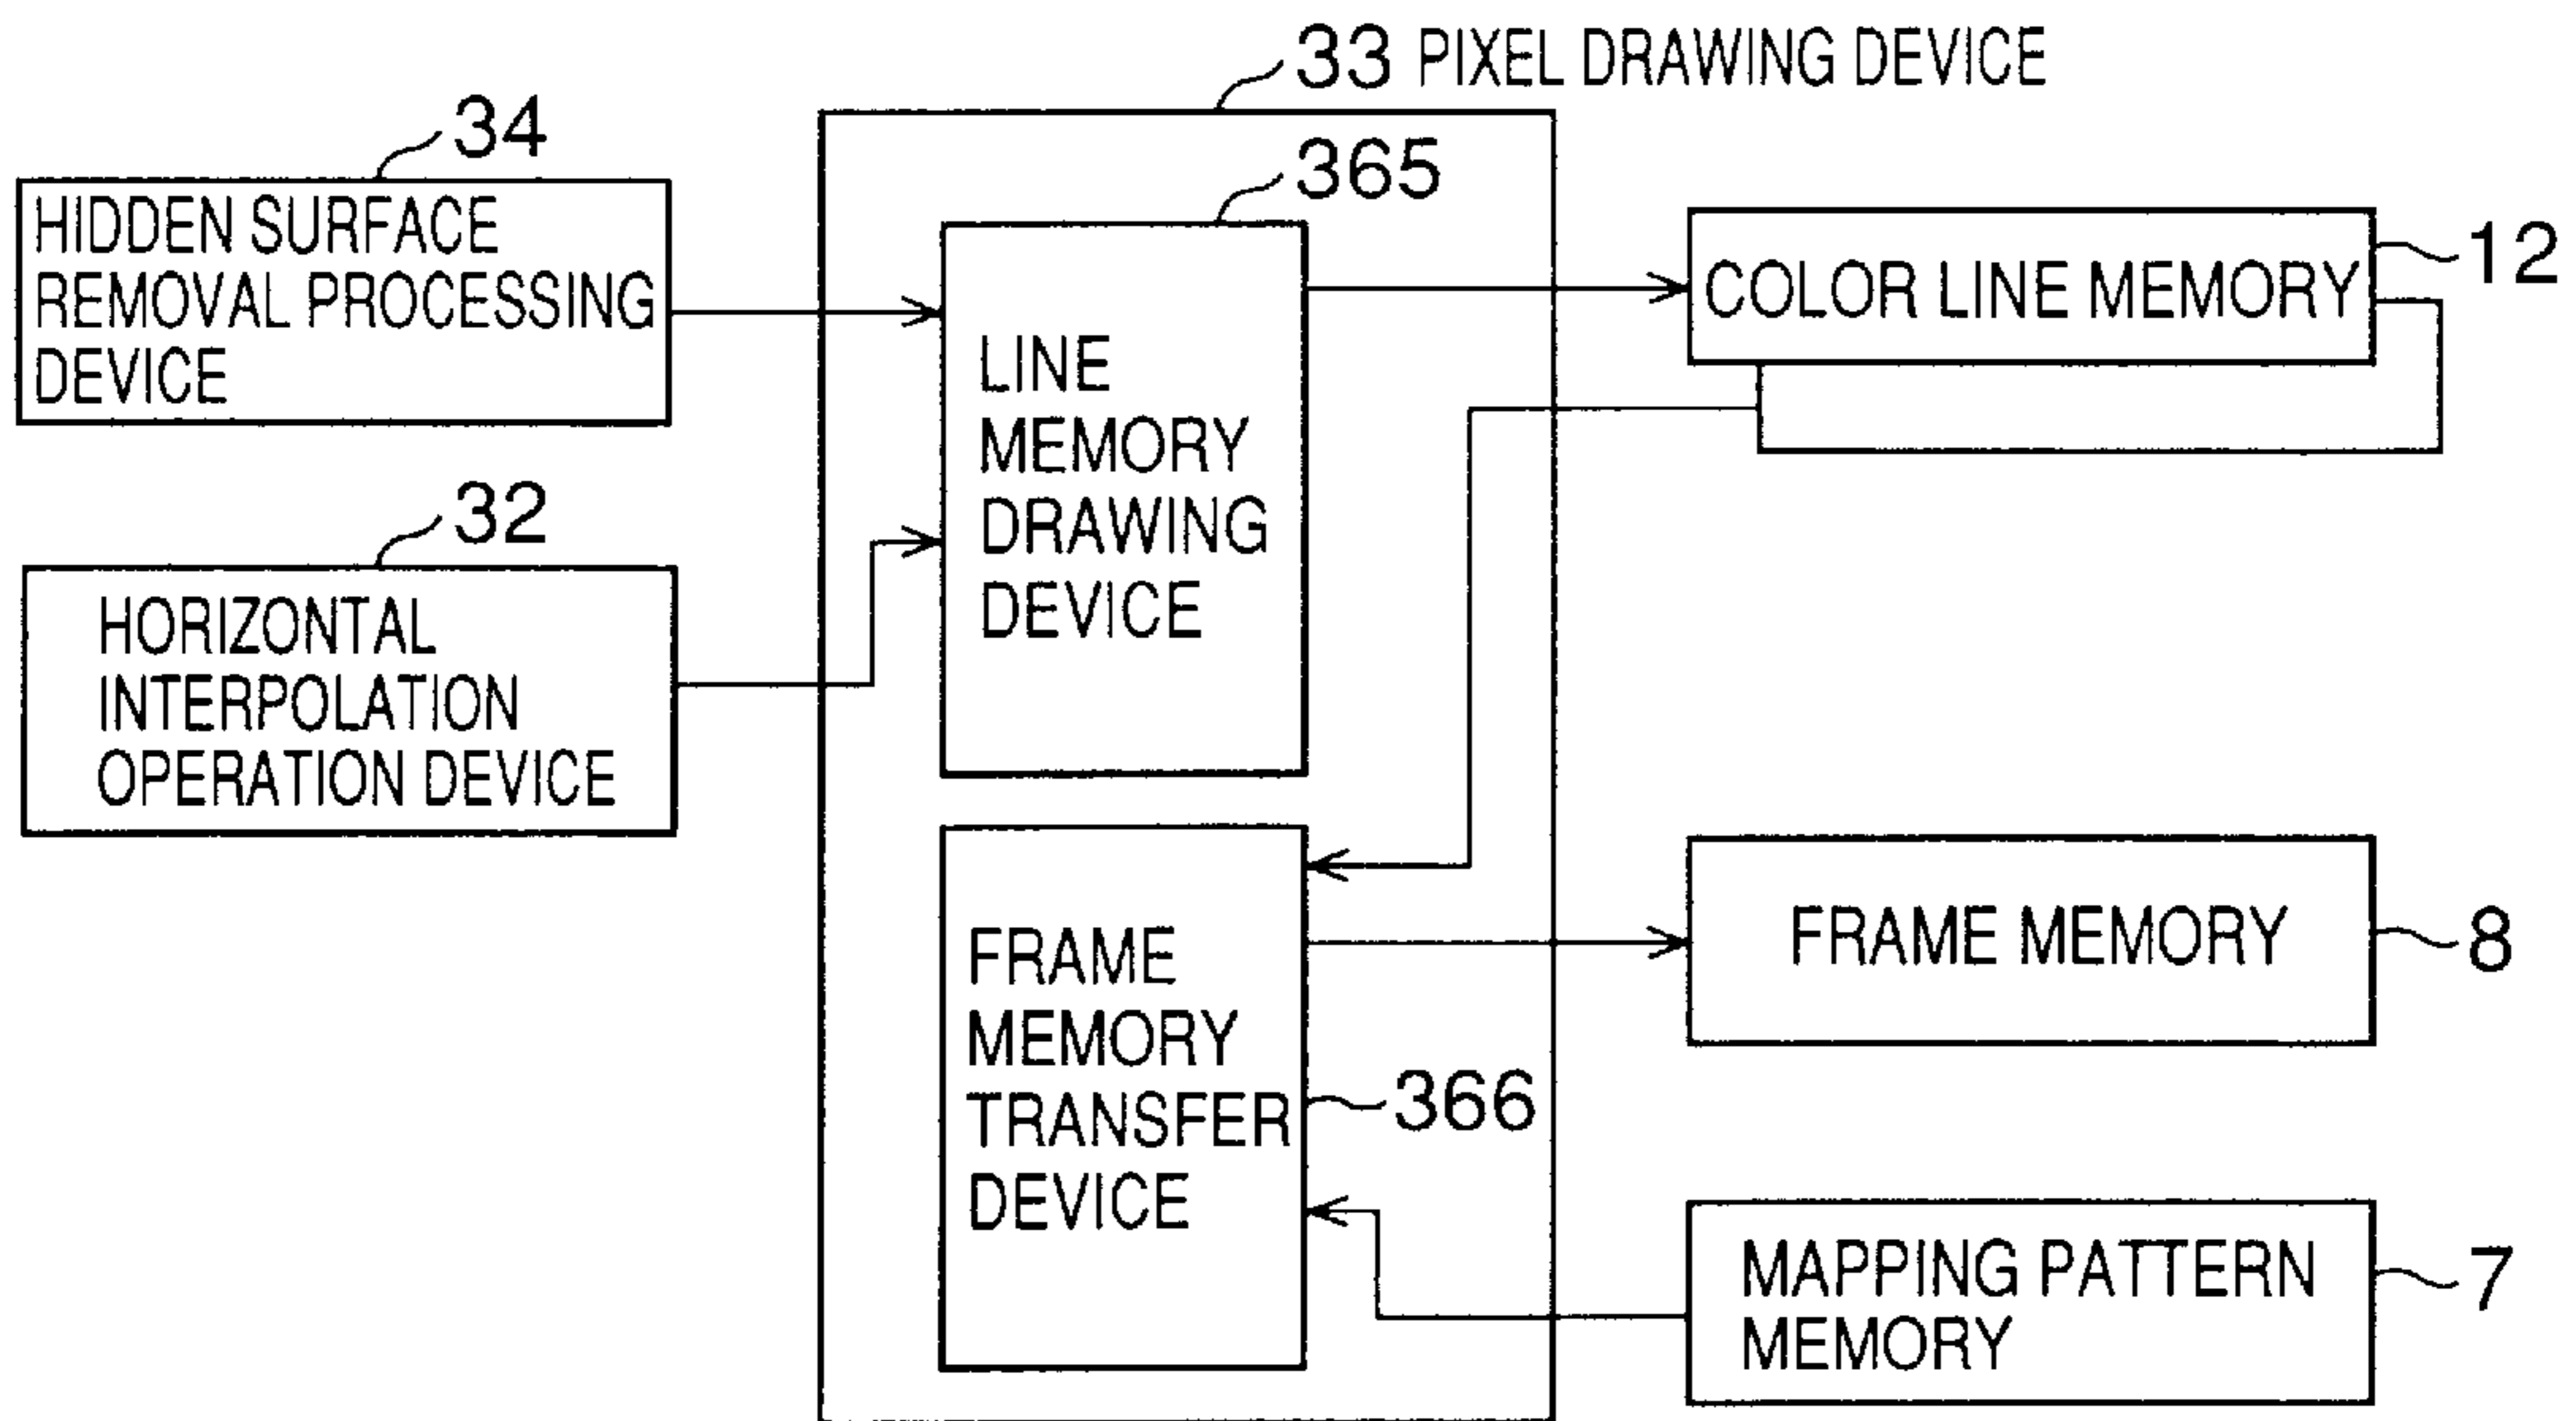 33 PIXEL DRAWING DEVICE
34
HIDDEN SURFACE
REMOVAL PROCESSING
DEVICE
32
HORIZONTAL
INTERPOLATION
OPERATION DEVICE
365
LINE
MEMORY
DRAWING
DEVICE
FRAME
MEMORY
TRANSFER
DEVICE
366
COLOR LINE MEMORY
12
FRAME MEMORY
8
MAPPING PATTERN
MEMORY
7